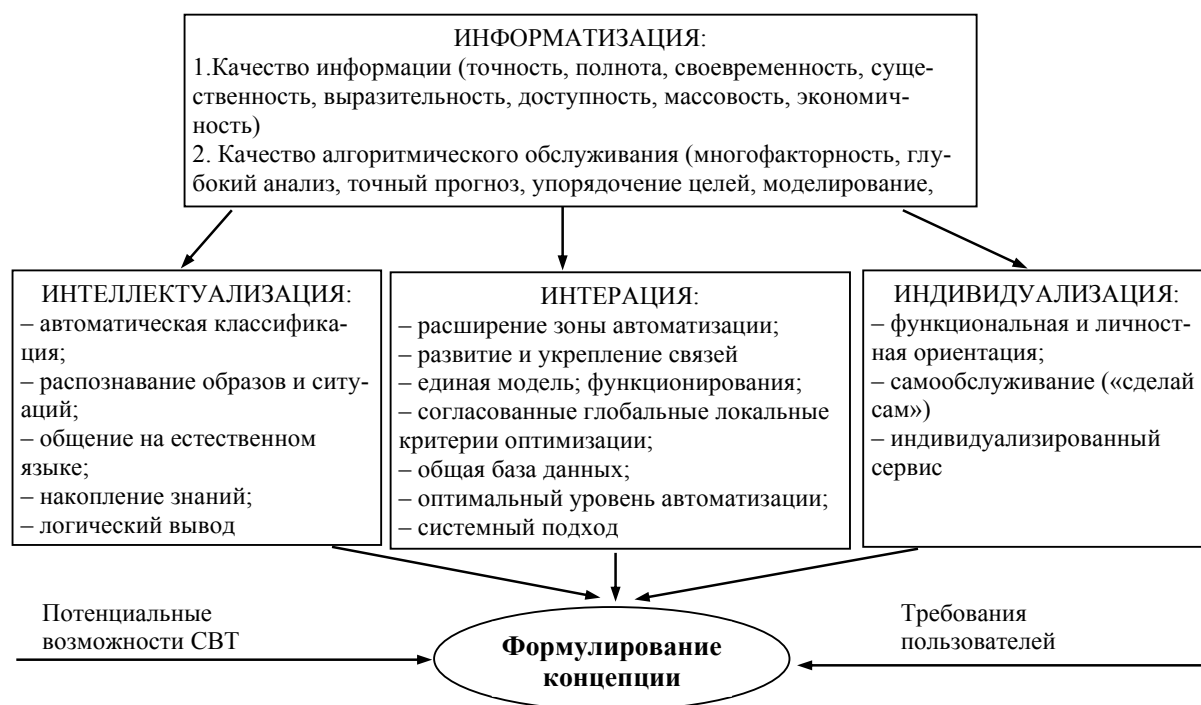 ИНФОРМАТИЗАЦИЯ:
1.Качество информации (точность, полнота, своевременность, суще-
ственность, выразительность, доступность, массовость, экономич-
ность)
2. Качество алгоритмического обслуживания (многофакторность, глу-
бокий анализ, точный прогноз, упорядочение целей, моделирование,
ИНТЕЛЛЕКТУАЛИЗАЦИЯ:
– автоматическая классифика-
ция;
– распознавание образов и ситу-
аций;
– общение на естественном
языке;
– накопление знаний;
– логический вывод
ИНТЕРАЦИЯ:
– расширение зоны автоматизации;
– развитие и укрепление связей
– единая модель; функционирования;
– согласованные глобальные локальные
критерии оптимизации;
– общая база данных;
– оптимальный уровень автоматизации;
– системный подход
ИНДИВИДУАЛИЗАЦИЯ:
– функциональная и личност-
ная ориентация;
– самообслуживание («сделай
сам»)
– индивидуализированный
сервис
Потенциальные
возможности СВТ
Формулирование
концепции
Требования
пользователей